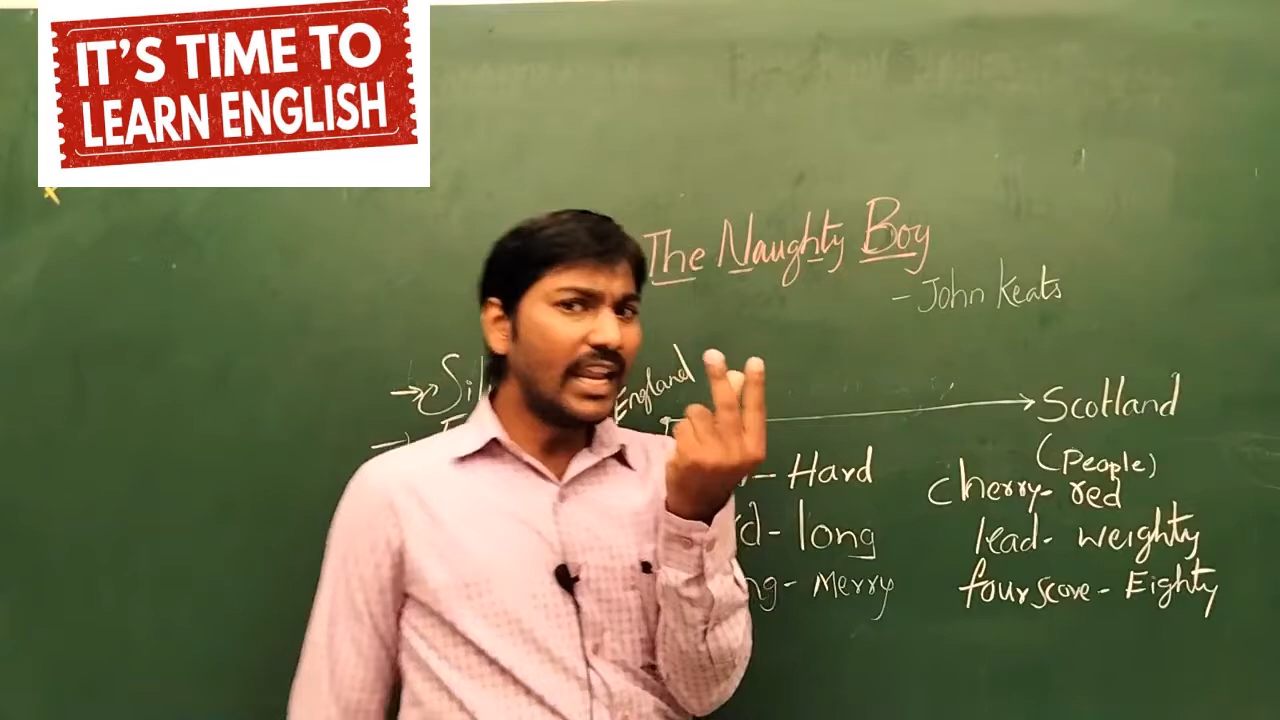 IT'S TIME TO
LEARN ENGLISH
The Naughty Boy
- John Keats
England
Scotland
(People)
- Hard
cherry- red
- long
lead- weighty
- Merry
fourscore - Eighty